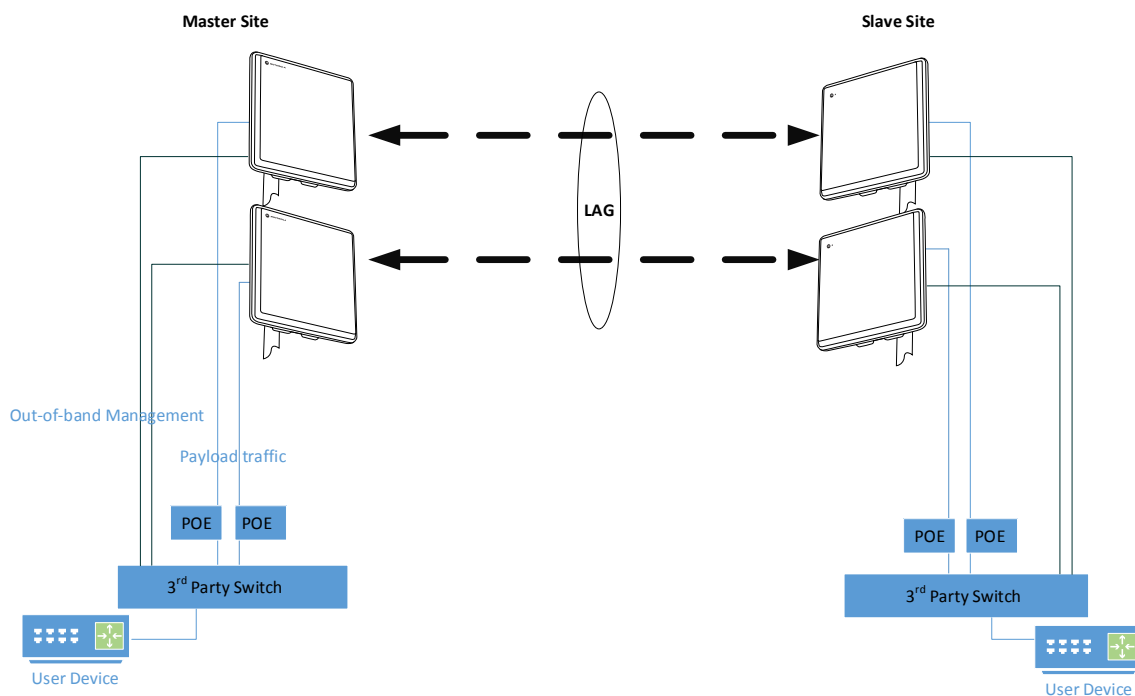 Master Site
Slave Site
LAG
Out-of-band Management
Payload traffic
POE
POE
POE
POE
3rd Party Switch
3rd Party Switch
User Device
User Device